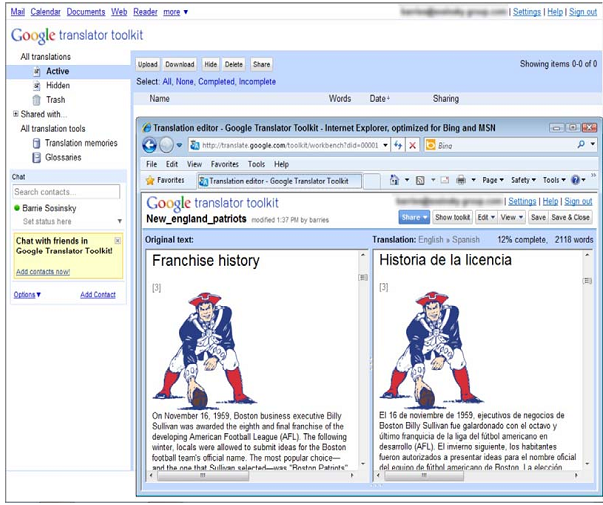 Mail Calendar Documents Web Reader more ▼
Settings | Help | Sign out
Google translator toolkit
All translations
Active
Hidden
Trash
Shared with...
All translation tools
Translation memories
Glossaries
Chat
Search contacts...
Barrie Sosinsky
Set status here
Chat with friends in
Google Translator Toolkit!
Add contacts now!
Options ▼ Add Contact
Upload Download Hide Delete Share
Showing items 0-0 of 0
Select: All, None, Completed, Incomplete
Name Words Date Sharing
Translation editor - Google Translator Toolkit - Internet Explorer, optimized for Bing and MSN
http://translate.google.com/toolkit/workbench?did=00001
Bing
File Edit View Favorites Tools Help
Favorites Translation editor - Google Translator Toolkit
Page Safety Tools
Google translator toolkit
Settings | Help | Sign out
New_england_patriots modified 1:37 PM by barries
Share Show toolkit Edit View Save Save & Close
Original text:
Translation: English » Spanish 12% complete, 2118 words
Franchise history
[3]
On November 16, 1959, Boston business executive Billy
Sullivan was awarded the eighth and final franchise of the
developing American Football League (AFL). The following
winter, locals were allowed to submit ideas for the Boston
football team's official name. The most popular choice—
and the one that Sullivan selected—was "Boston Patriots"
Historia de la licencia
[3]
El 16 de noviembre de 1959, ejecutivos de negocios de
Boston Billy Sullivan fue galardonado con el octavo y
último franquicia de la liga del fútbol americano en
desarrollo (AFL). El invierno siguiente, los habitantes
fueron autorizados a presentar ideas para el nombre oficial
del equipo de fútbol americano de Boston. La elección